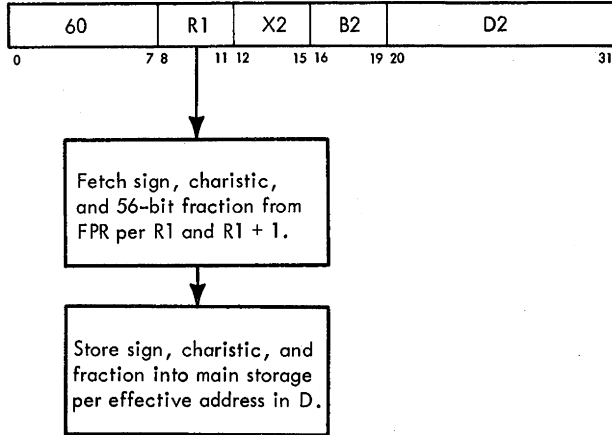 60 R1 X2 B2 D2
0 7 8 11 12 15 16 19 20 31
Fetch sign, charistic,
and 56-bit fraction from
FPR per R1 and R1 + 1.
Store sign, charistic, and
fraction into main storage
per effective address in D.